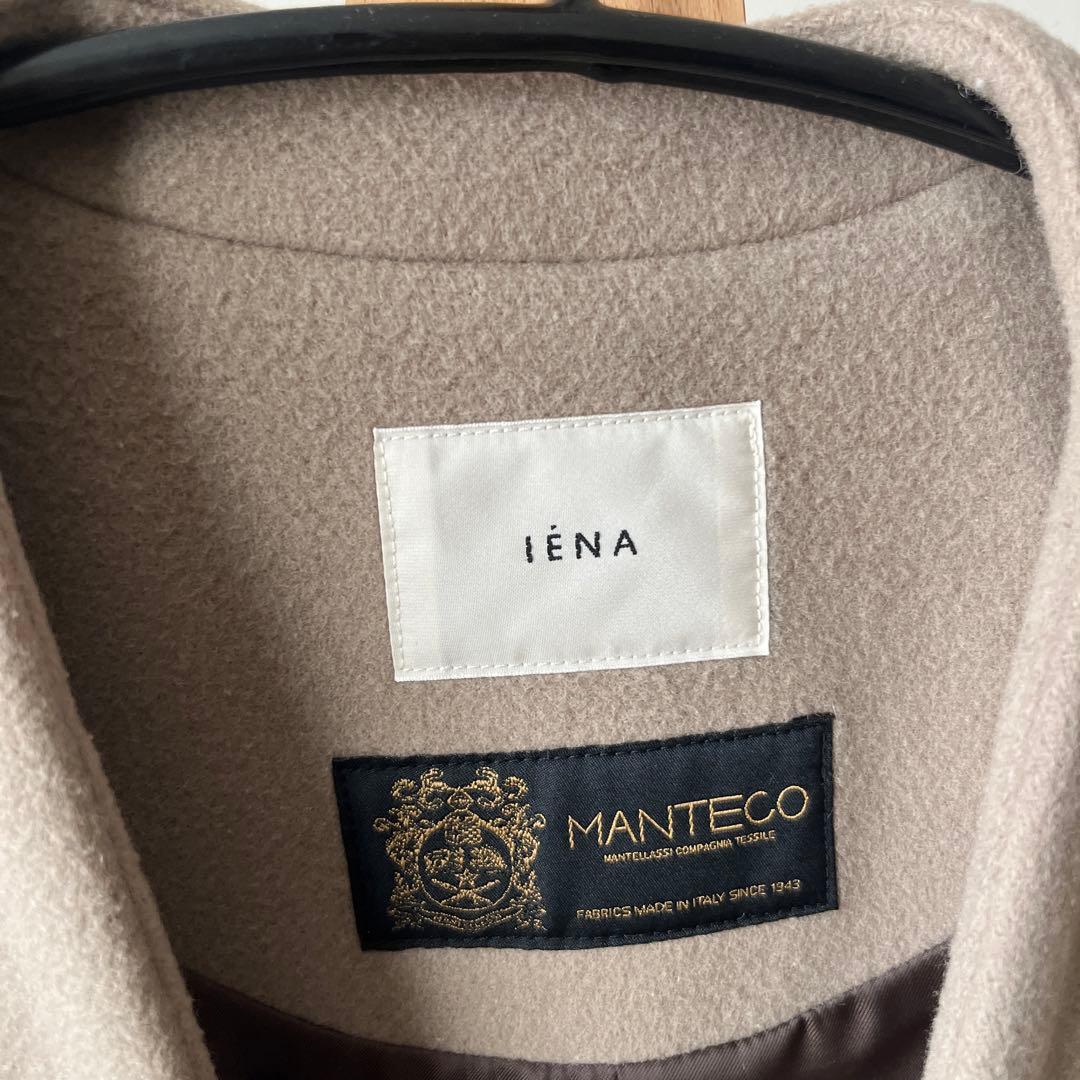 IÉNA
MANTECO
MANTELLASSI COMPAGNIA TESSILE
FABRICS MADE IN ITALY SINCE 1943